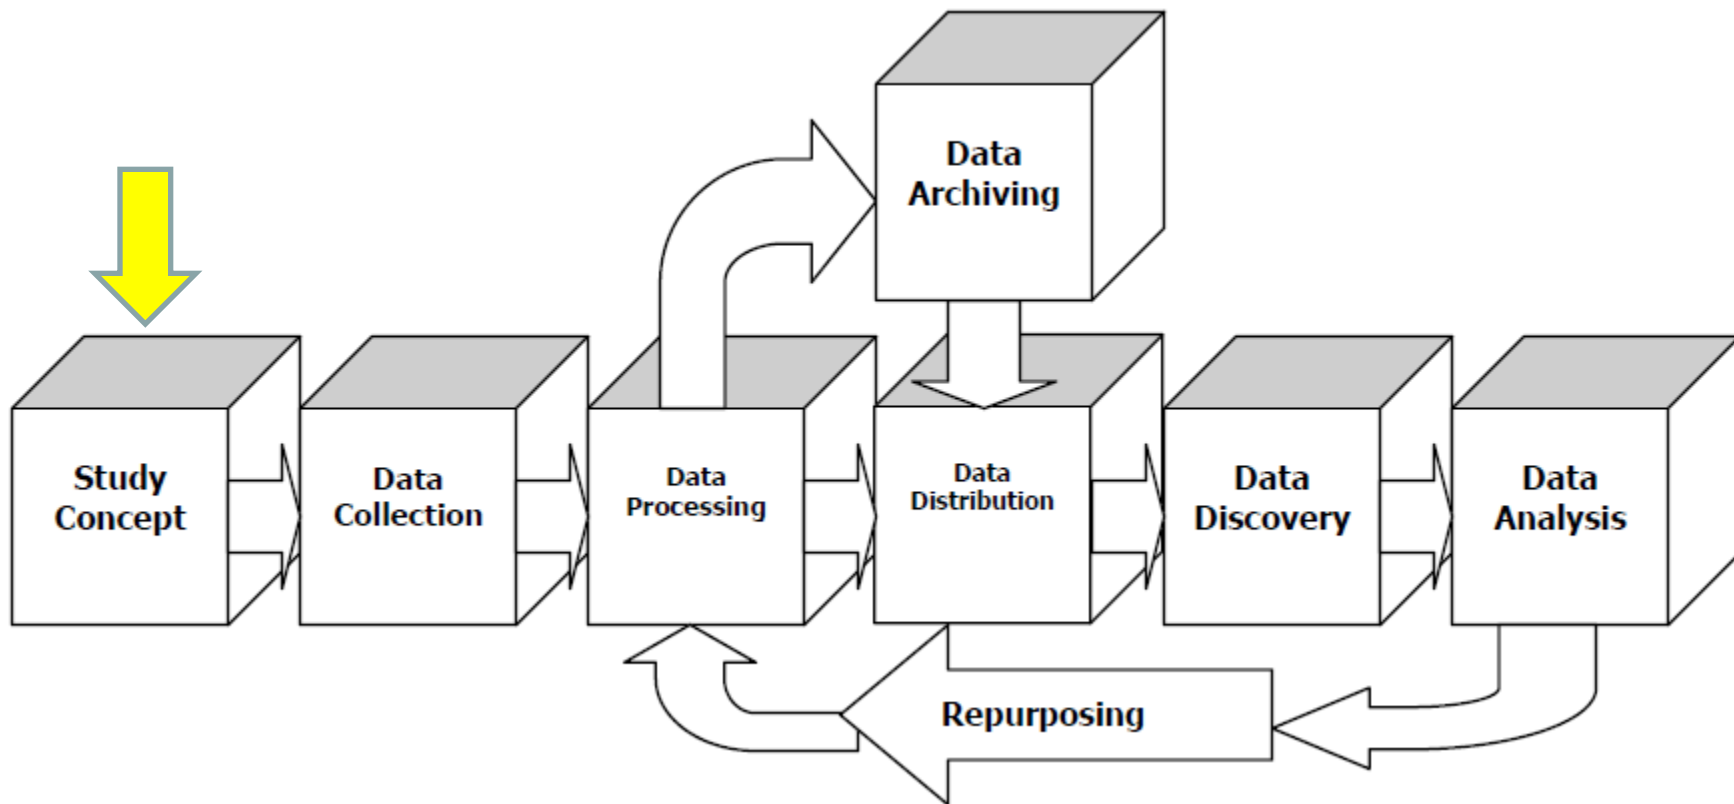 Data
Archiving
Study
Concept
Data
Collection
Data
Processing
Data
Distribution
Data
Discovery
Data
Analysis
Repurposing